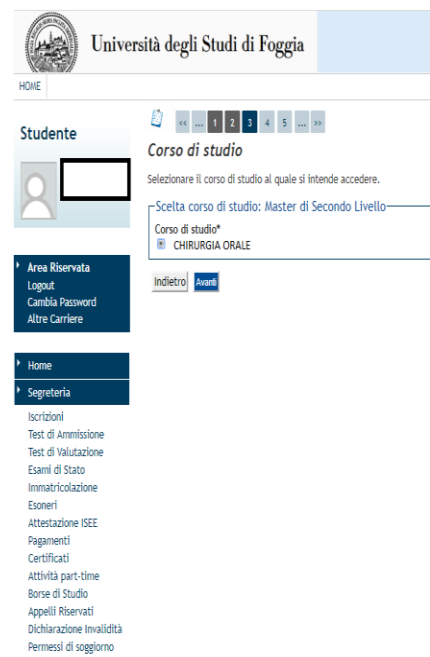 Università degli Studi di Foggia
HOME
Studente
<< ... 1 2 3 4 5 ... >>
Corso di studio
Selezionare il corso di studio al quale si intende accedere.
Scelta corso di studio: Master di Secondo Livello
Corso di studio*
CHIRURGIA ORALE
Indietro Avanti
Area Riservata
Logout
Cambia Password
Altre Carriere
Home
Segreteria
Iscrizioni
Test di Ammissione
Test di Valutazione
Esami di Stato
Immatricolazione
Esoneri
Attestazione ISEE
Pagamenti
Certificati
Attività part-time
Borse di Studio
Appelli Riservati
Dichiarazione Invalidità
Permessi di soggiorno